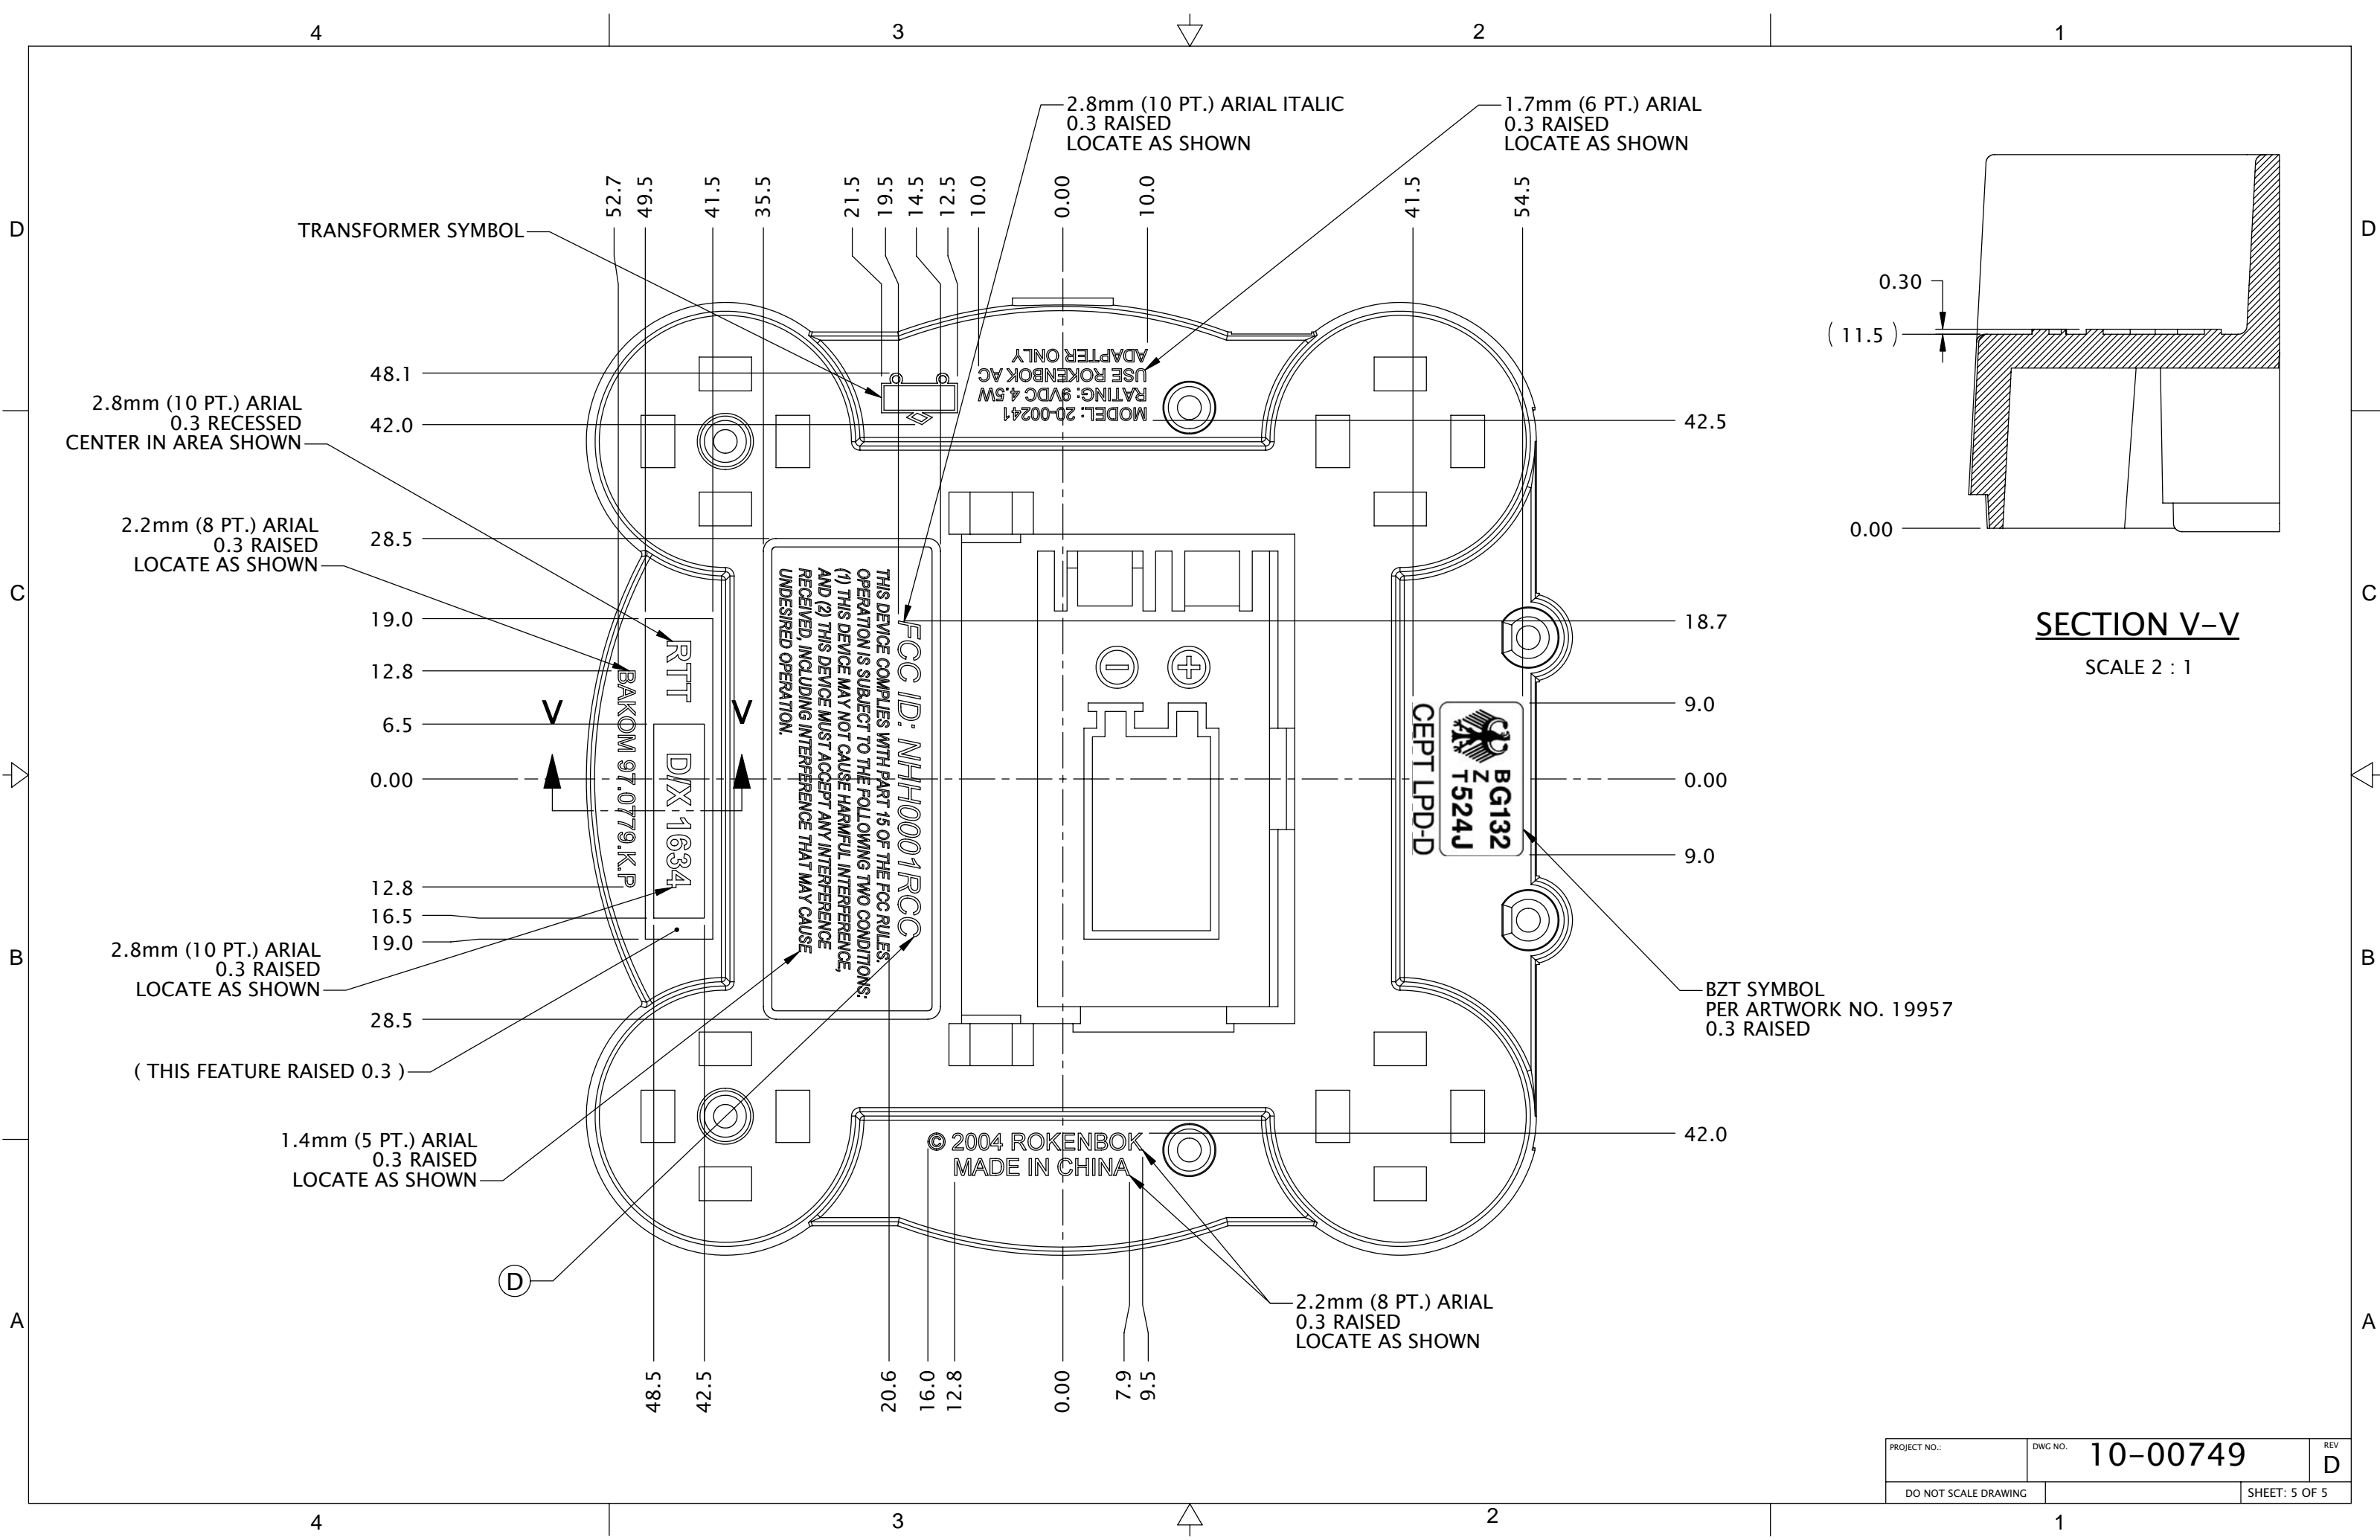 4
3
2
1
D
D
C
C
B
B
A
A
2.8mm (10 PT.) ARIAL ITALIC
0.3 RAISED
LOCATE AS SHOWN
1.7mm (6 PT.) ARIAL
0.3 RAISED
LOCATE AS SHOWN
52.7
49.5
41.5
35.5
21.5
19.5
14.5
12.5
10.0
0.00
10.0
41.5
54.5
TRANSFORMER SYMBOL
48.1
2.8mm (10 PT.) ARIAL
0.3 RECESSED
CENTER IN AREA SHOWN
42.0
2.2mm (8 PT.) ARIAL
0.3 RAISED
LOCATE AS SHOWN
28.5
19.0
12.8
6.5
0.00
12.8
16.5
19.0
2.8mm (10 PT.) ARIAL
0.3 RAISED
LOCATE AS SHOWN
28.5
( THIS FEATURE RAISED 0.3 )
1.4mm (5 PT.) ARIAL
0.3 RAISED
LOCATE AS SHOWN
D
MODEL: 20-00241
RATING: 9VDC 4.5W
USE ROKENBOK AC
ADAPTER ONLY
RTT
D/X 1634
BAKOM 97.0779.K.P
V
V
FCC ID: NHH0001RCC
THIS DEVICE COMPLIES WITH PART 15 OF THE FCC RULES.
OPERATION IS SUBJECT TO THE FOLLOWING TWO CONDITIONS:
(1) THIS DEVICE MAY NOT CAUSE HARMFUL INTERFERENCE,
AND (2) THIS DEVICE MUST ACCEPT ANY INTERFERENCE
RECEIVED, INCLUDING INTERFERENCE THAT MAY CAUSE
UNDESIRED OPERATION.
BG132
Z
T524J
CEPT LPD-D
© 2004 ROKENBOK
MADE IN CHINA
42.5
18.7
9.0
0.00
9.0
BZT SYMBOL
PER ARTWORK NO. 19957
0.3 RAISED
42.0
2.2mm (8 PT.) ARIAL
0.3 RAISED
LOCATE AS SHOWN
48.5
42.5
20.6
16.0
12.8
0.00
7.9
9.5
0.30
( 11.5 )
0.00
SECTION V-V
SCALE 2 : 1
PROJECT NO.:
DWG NO.
10-00749
REV
D
DO NOT SCALE DRAWING
SHEET: 5 OF 5
4
3
2
1